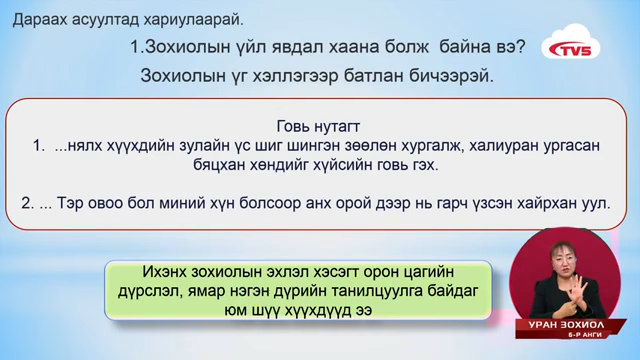 Дараах асуултад хариулаарай.
1.Зохиолын үйл явдал хаана болж байна вэ?
Зохиолын үг хэллэгээр батлан бичээрэй.
TV5
Говь нутагт
1. ...нялх хүүхдийн зулайн үс шиг шингэн зөөлөн хургалж, халиуран ургасан
бяцхан хөндийг хүйсийн говь гэх.
2. ... Тэр овоо бол миний хүн болсоор анх орой дээр нь гарч үзсэн хайрхан уул.
Ихэнх зохиолын эхлэл хэсэгт орон цагийн
дүрслэл, ямар нэгэн дүрийн танилцуулга байдаг
юм шүү хүүхдүүд ээ
УРАН ЗОХИОЛ
6-Р АНГИ